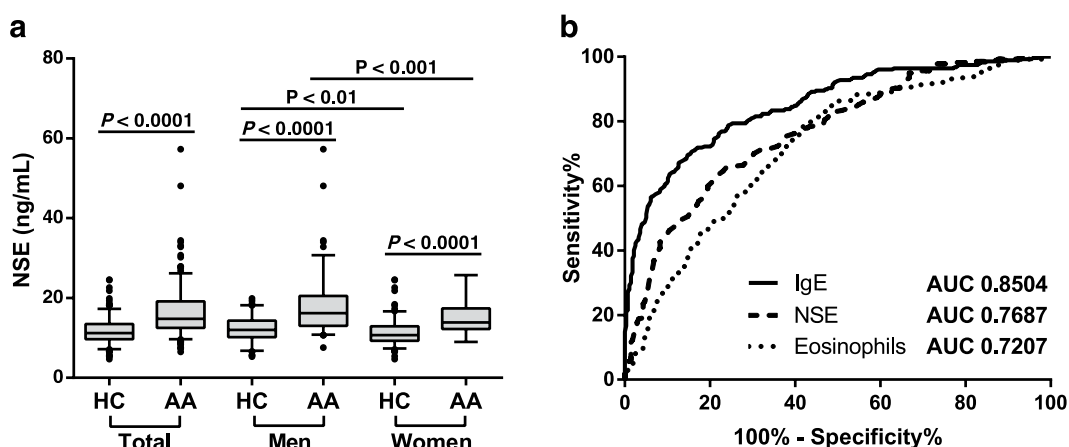 a
80
60
40
20
0
NSE (ng/mL)
P < 0.0001
P < 0.001
P < 0.01
P < 0.0001
P < 0.0001
HC AA HC AA HC AA
Total Men Women
b
100
80
60
40
20
0
Sensitivity%
IgE AUC 0.8504
NSE AUC 0.7687
Eosinophils AUC 0.7207
0 20 40 60 80 100
100% - Specificity%